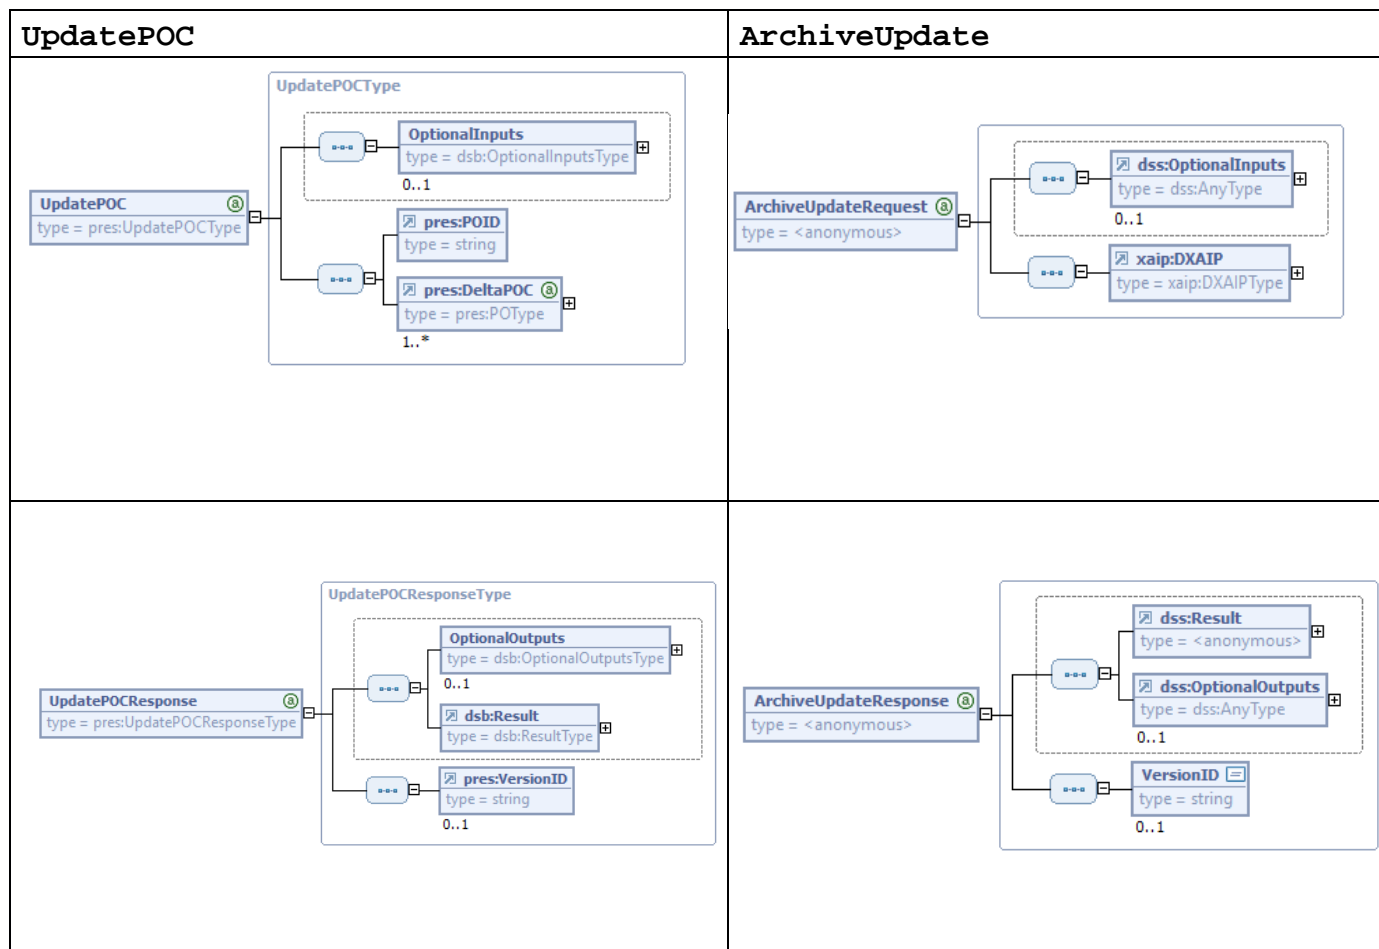 UpdatePOC
ArchiveUpdate
UpdatePOCType
OptionalInputs
type = dsb:OptionalInputsType
0..1
UpdatePOC a
type = pres:UpdatePOCType
pres:POID
type = string
pres:DeltaPOC a
type = pres:POType
1..*
dss:OptionalInputs
type = dss:AnyType
0..1
ArchiveUpdateRequest a
type = <anonymous>
xaip:DXAIP
type = xaip:DXAIPType
UpdatePOCResponseType
OptionalOutputs
type = dsb:OptionalOutputsType
0..1
UpdatePOCResponse a
type = pres:UpdatePOCResponseType
dsb:Result
type = dsb:ResultType
pres:VersionID
type = string
0..1
dss:Result
type = <anonymous>
ArchiveUpdateResponse a
type = <anonymous>
dss:OptionalOutputs
type = dss:AnyType
0..1
VersionID
type = string
0..1